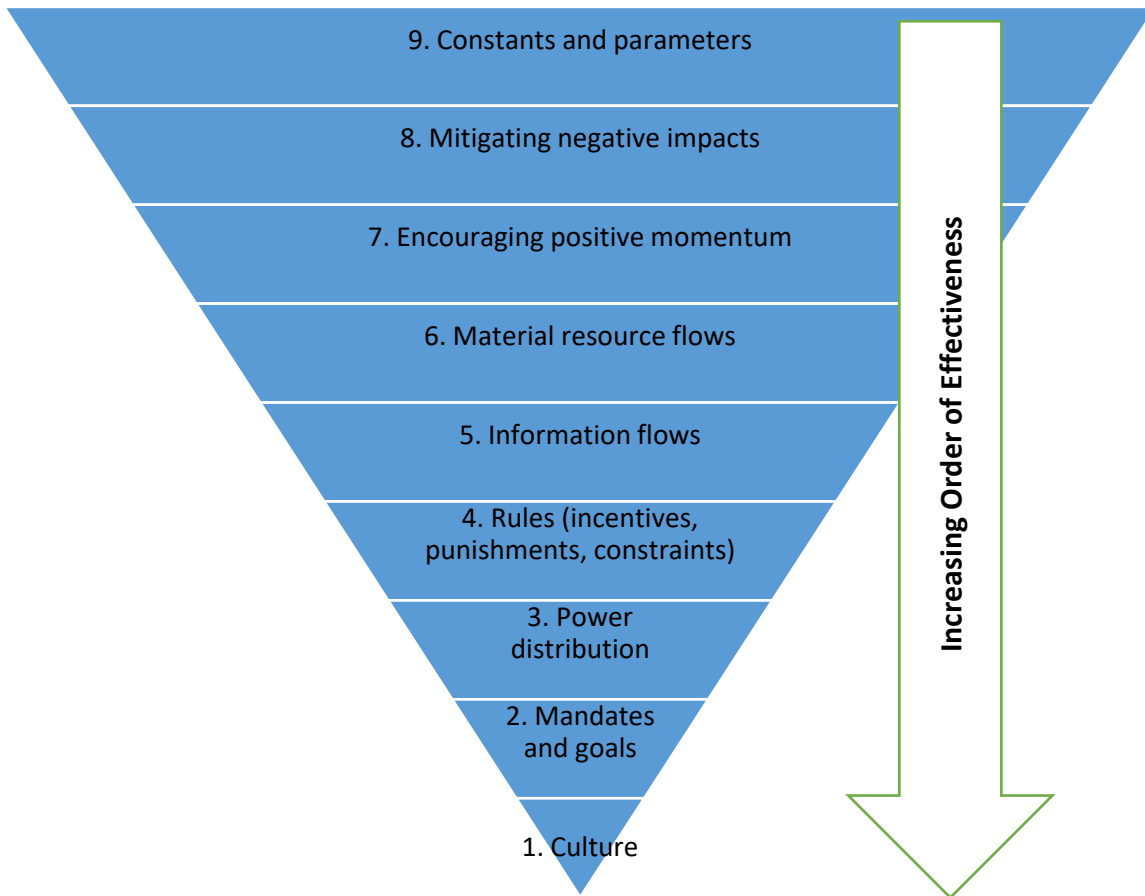 9. Constants and parameters
8. Mitigating negative impacts
7. Encouraging positive momentum
6. Material resource flows
5. Information flows
4. Rules (incentives,
punishments, constraints)
3. Power
distribution
2. Mandates
and goals
1. Culture
Increasing Order of Effectiveness